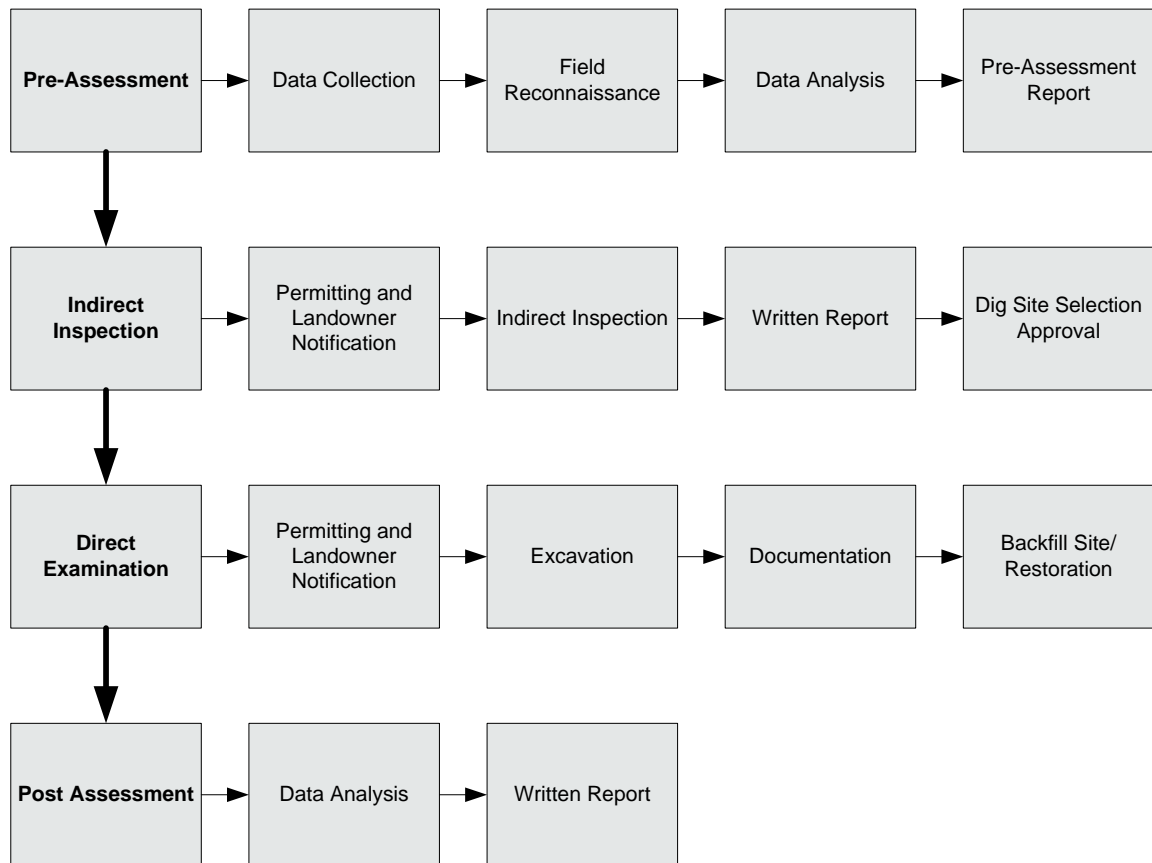 Pre-Assessment
Data Collection
Field
Reconnaissance
Data Analysis
Pre-Assessment
Report
Indirect
Inspection
Permitting and
Landowner
Notification
Indirect Inspection
Written Report
Dig Site Selection
Approval
Direct
Examination
Permitting and
Landowner
Notification
Excavation
Documentation
Backfill Site/
Restoration
Post Assessment
Data Analysis
Written Report